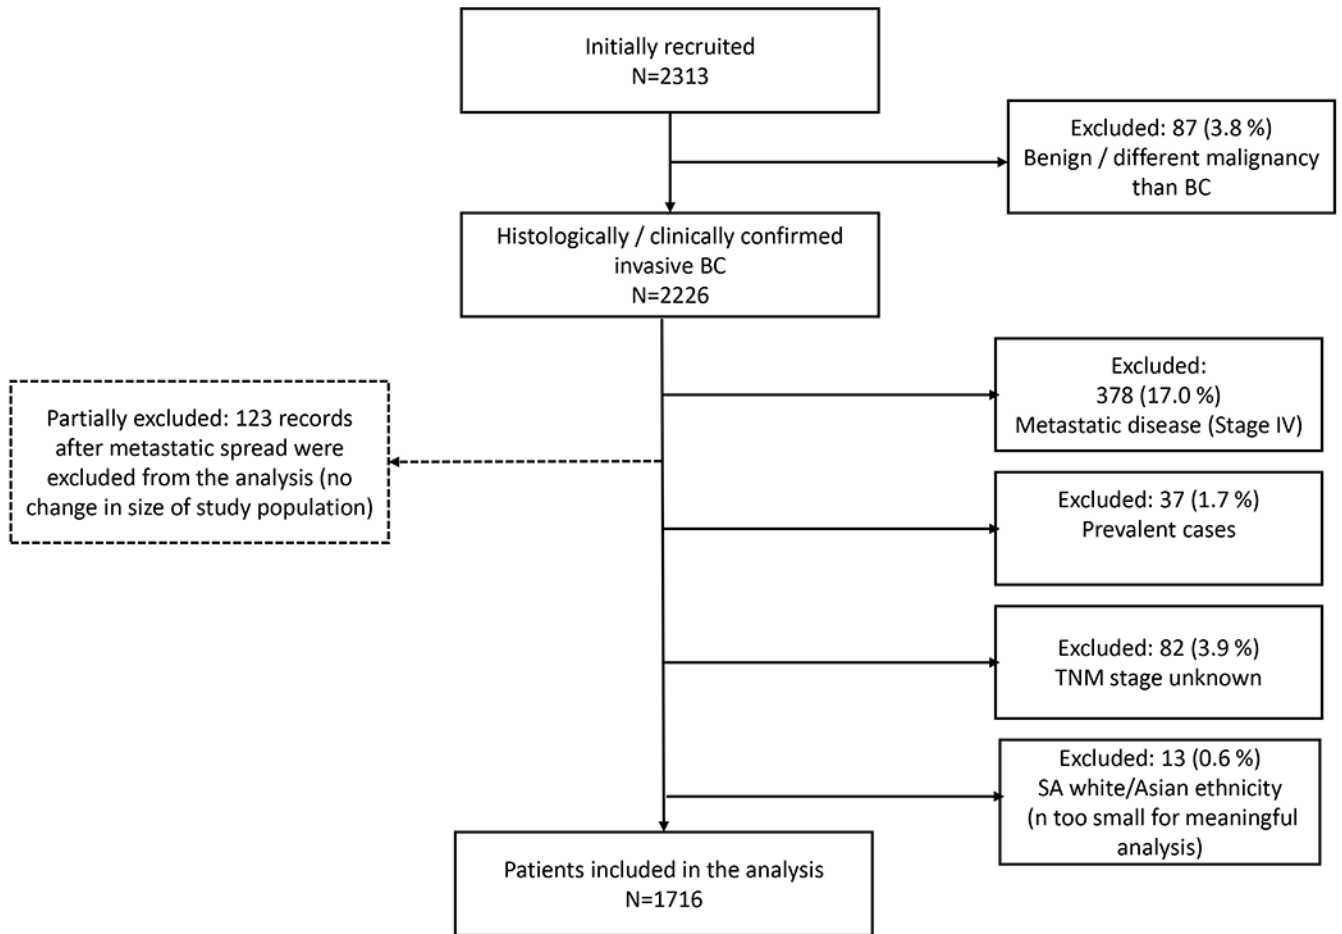 Initially recruited
N=2313
Excluded: 87 (3.8 %)
Benign / different malignancy
than BC
Histologically / clinically confirmed
invasive BC
N=2226
Excluded:
378 (17.0 %)
Metastatic disease (Stage IV)
Partially excluded: 123 records
after metastatic spread were
excluded from the analysis (no
change in size of study population)
Excluded: 37 (1.7 %)
Prevalent cases
Excluded: 82 (3.9 %)
TNM stage unknown
Excluded: 13 (0.6 %)
SA white/Asian ethnicity
(n too small for meaningful
analysis)
Patients included in the analysis
N=1716